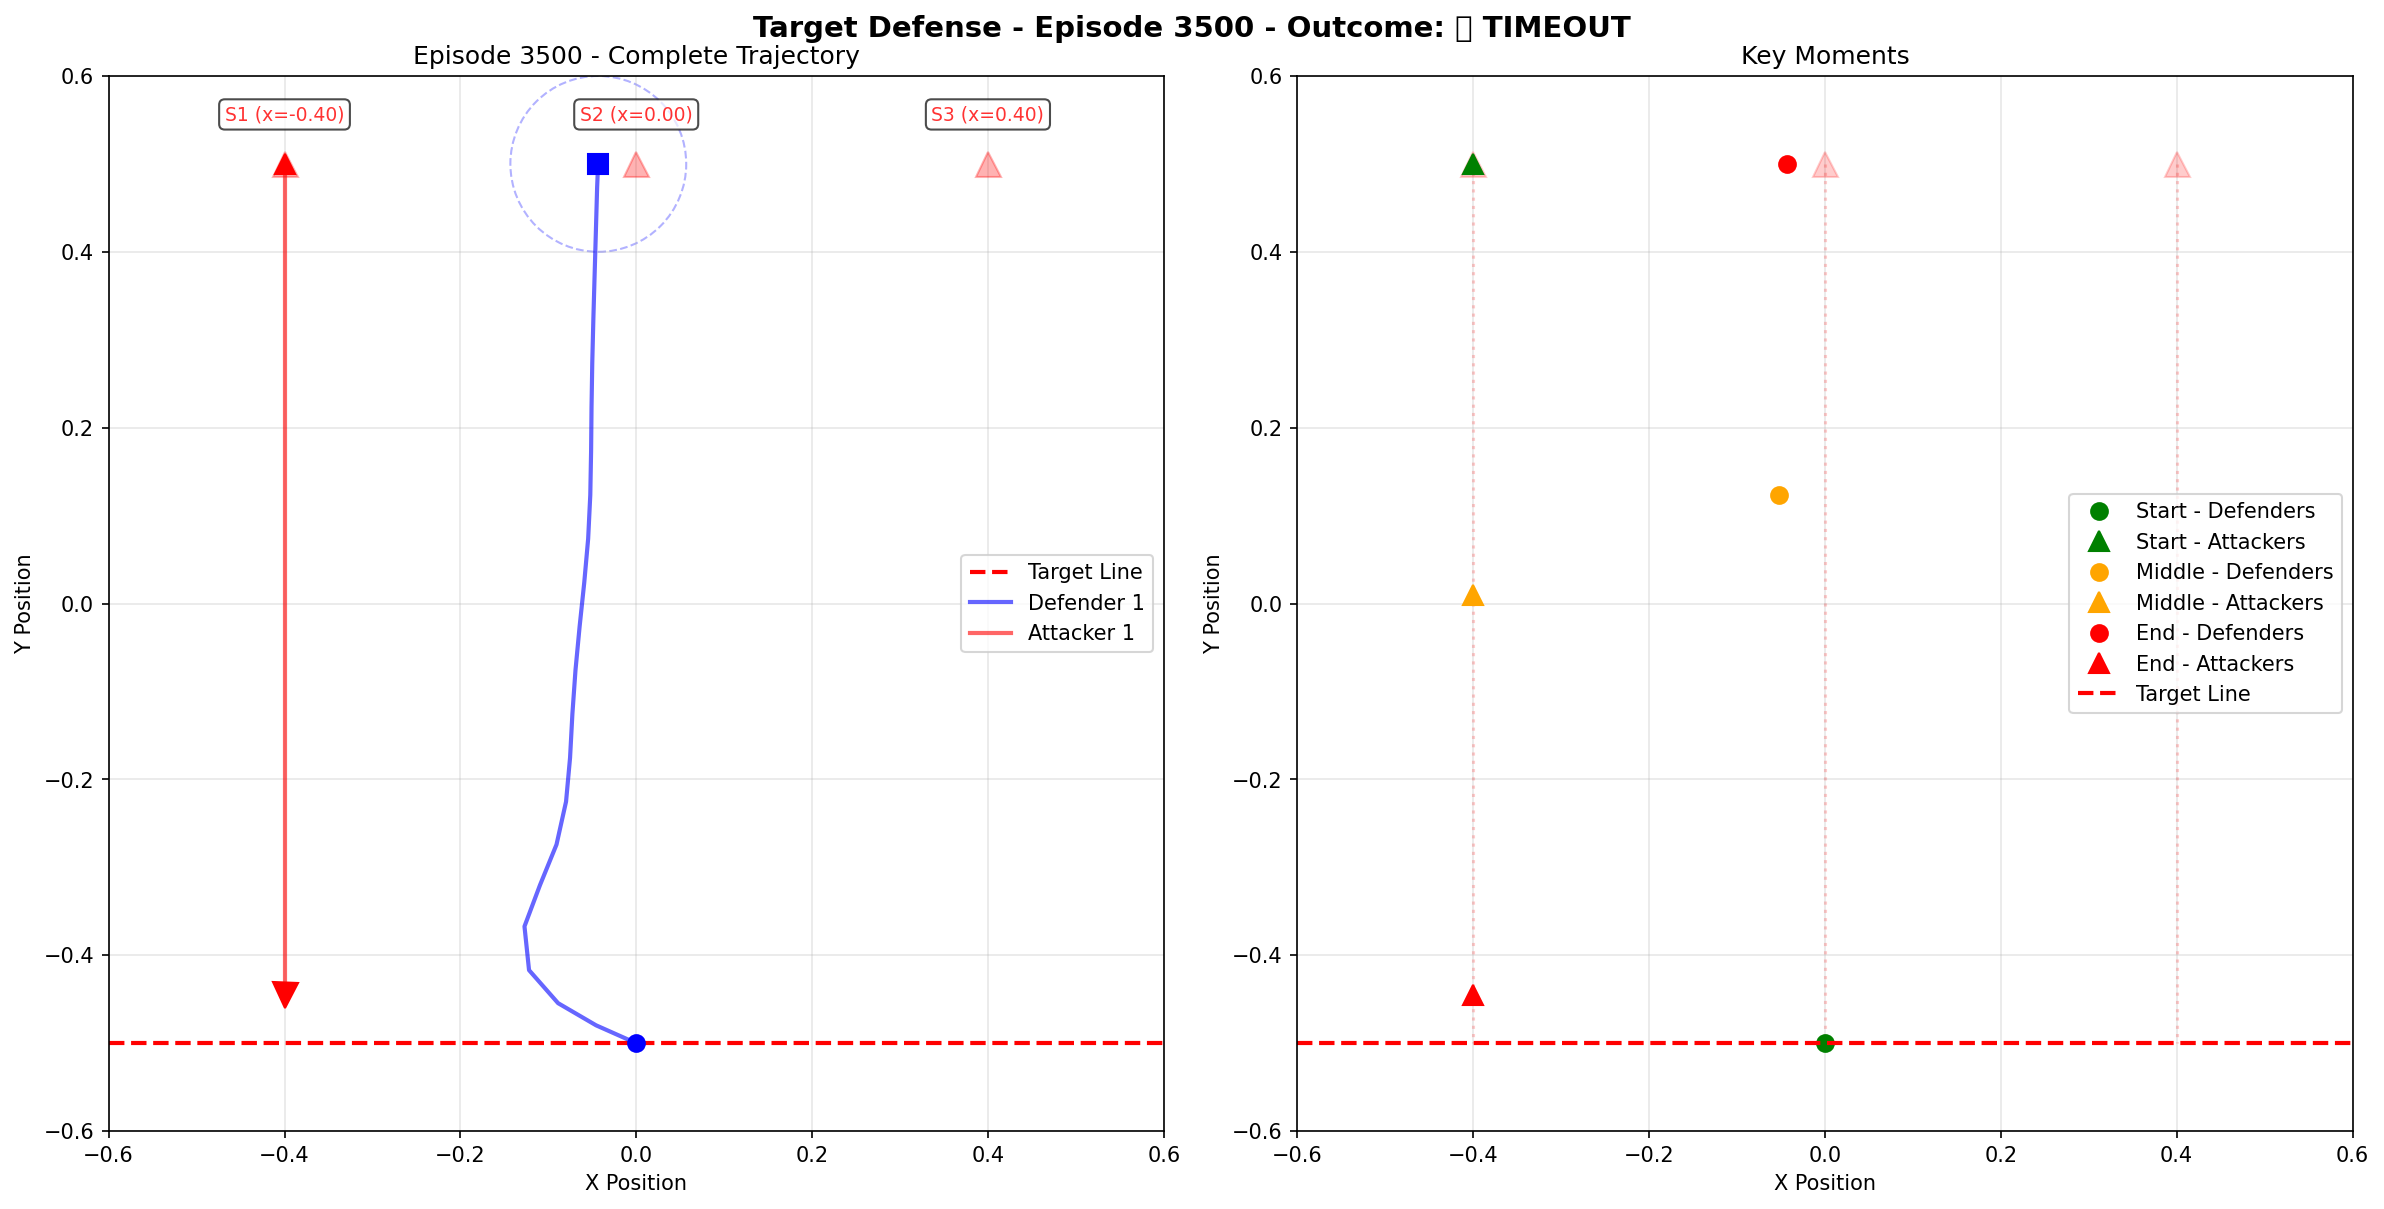 Target Defense - Episode 3500 - Outcome: ▯ TIMEOUT
Episode 3500 - Complete Trajectory
S1 (x=-0.40)
S2 (x=0.00)
S3 (x=0.40)
0.6
0.4
0.2
0.0
−0.2
−0.4
−0.6
Y Position
Target Line
Defender 1
Attacker 1
−0.6
−0.4
−0.2
0.0
0.2
0.4
0.6
X Position
Key Moments
0.6
0.4
0.2
0.0
−0.2
−0.4
−0.6
Y Position
Start - Defenders
Start - Attackers
Middle - Defenders
Middle - Attackers
End - Defenders
End - Attackers
Target Line
−0.6
−0.4
−0.2
0.0
0.2
0.4
0.6
X Position